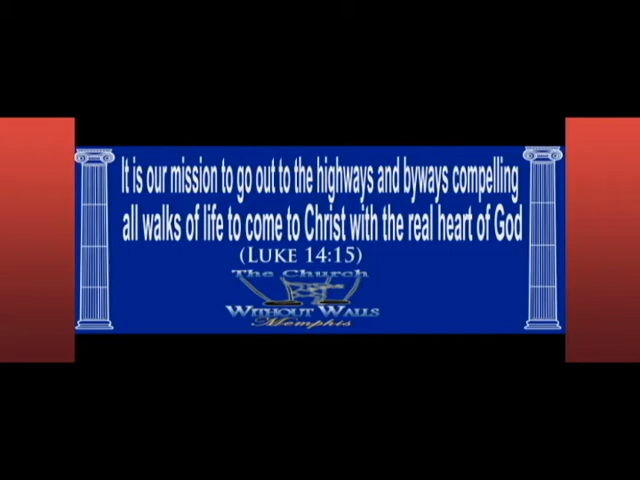 It is our mission to go out to the highways and byways compelling
all walks of life to come to Christ with the real heart of God
(LUKE 14:15)
The Church
WITHOUT WALLS
Memphis